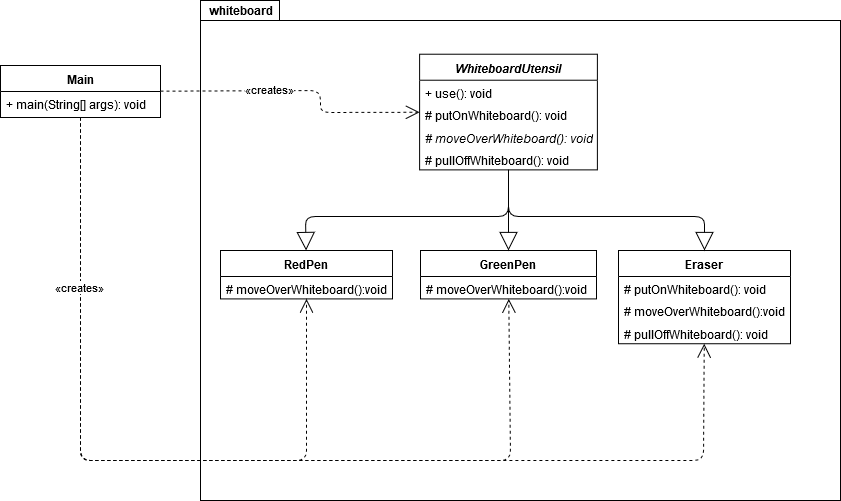 whiteboard
WhiteboardUtensil
+ use(): void
# putOnWhiteboard(): void
# moveOverWhiteboard(): void
# pullOffWhiteboard(): void
Main
+ main(String[] args): void
«creates»
«creates»
RedPen
# moveOverWhiteboard():void
GreenPen
# moveOverWhiteboard():void
Eraser
# putOnWhiteboard(): void
# moveOverWhiteboard():void
# pullOffWhiteboard(): void